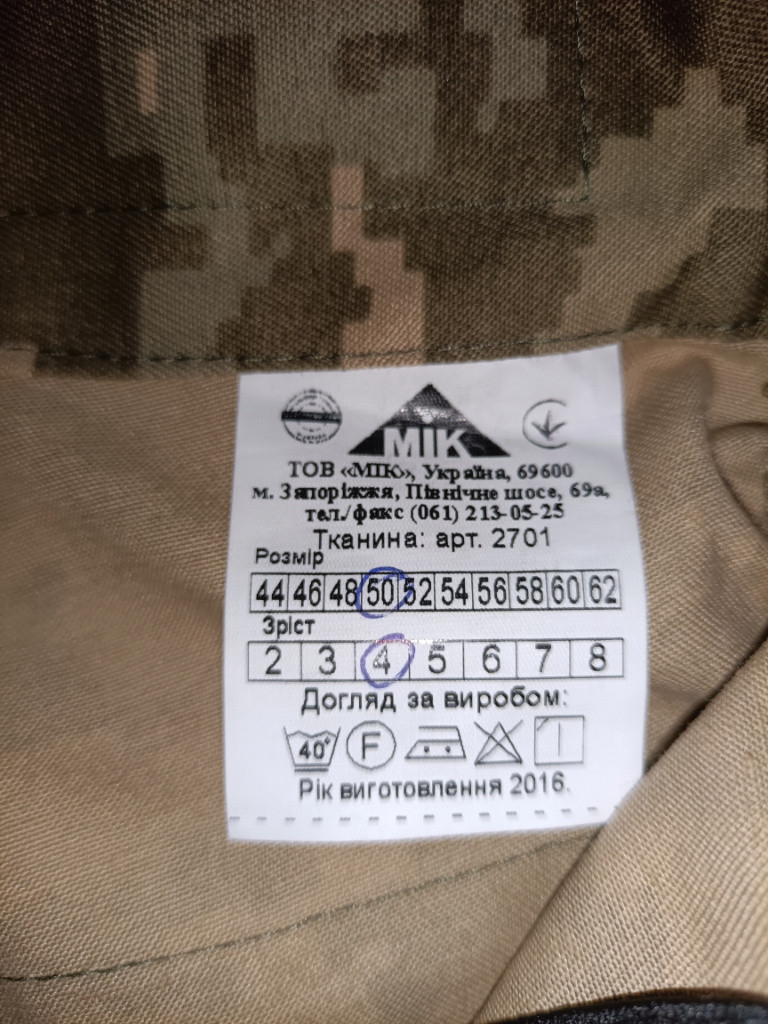 МІК
ТОВ «МІК», Україна, 69600
м. Запоріжжя, Північне шосе, 69а,
тел./факс (061) 213-05-25
Тканина: арт. 2701
Розмір
44 46 48 50 52 54 56 58 60 62
Зріст
2 3 4 5 6 7 8
Догляд за виробом:
40° F
Рік виготовлення 2016.